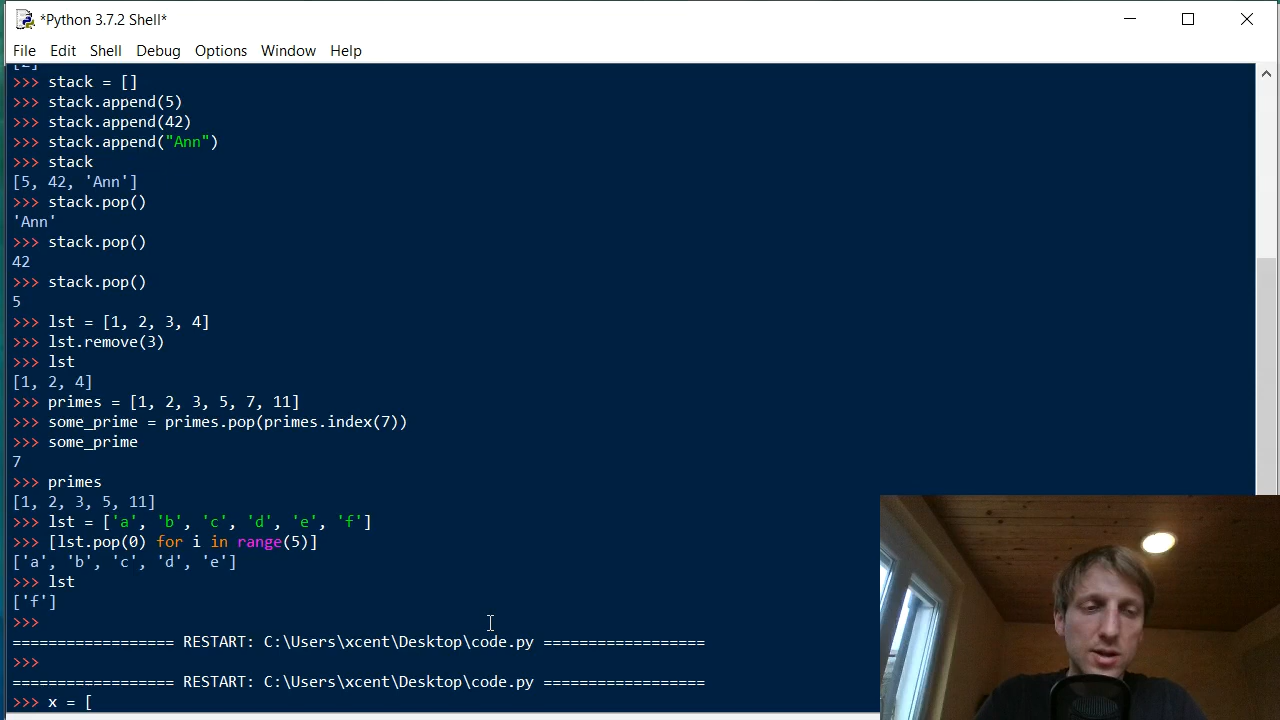 *Python 3.7.2 Shell*
File Edit Shell Debug Options Window Help
[2]
>>> stack = []
>>> stack.append(5)
>>> stack.append(42)
>>> stack.append("Ann")
>>> stack
[5, 42, 'Ann']
>>> stack.pop()
'Ann'
>>> stack.pop()
42
>>> stack.pop()
5
>>> lst = [1, 2, 3, 4]
>>> lst.remove(3)
>>> lst
[1, 2, 4]
>>> primes = [1, 2, 3, 5, 7, 11]
>>> some_prime = primes.pop(primes.index(7))
>>> some_prime
7
>>> primes
[1, 2, 3, 5, 11]
>>> lst = ['a', 'b', 'c', 'd', 'e', 'f']
>>> [lst.pop(0) for i in range(5)]
['a', 'b', 'c', 'd', 'e']
>>> lst
['f']
>>>
================== RESTART: C:\Users\xcent\Desktop\code.py ==================
>>>
================== RESTART: C:\Users\xcent\Desktop\code.py ==================
>>> x = [